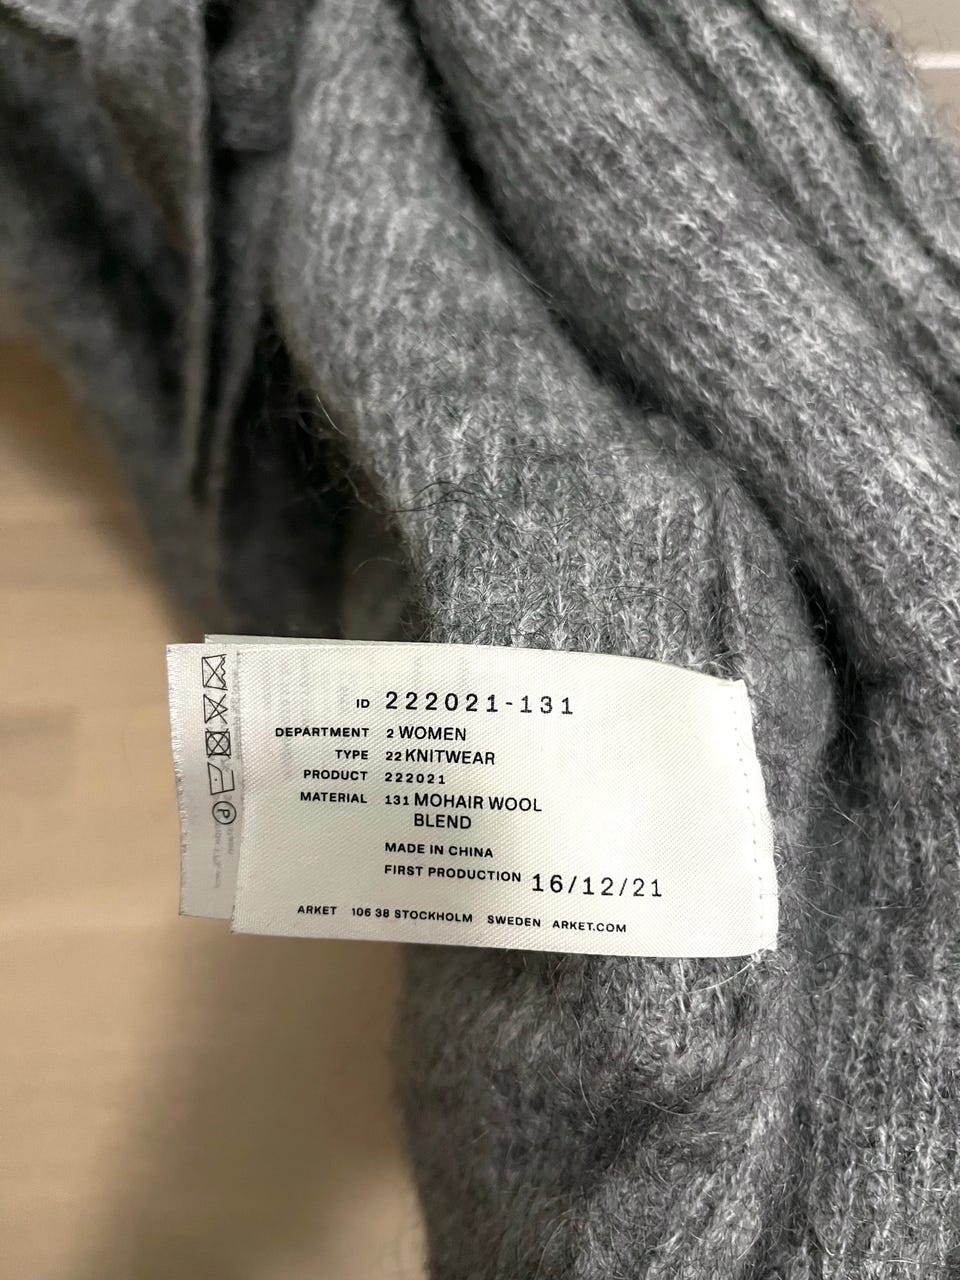 ID 222021-131
DEPARTMENT 2 WOMEN
TYPE 22 KNITWEAR
PRODUCT 222021
MATERIAL 131 MOHAIR WOOL
BLEND
MADE IN CHINA
FIRST PRODUCTION 16/12/21
ARKET 106 38 STOCKHOLM SWEDEN ARKET.COM
P